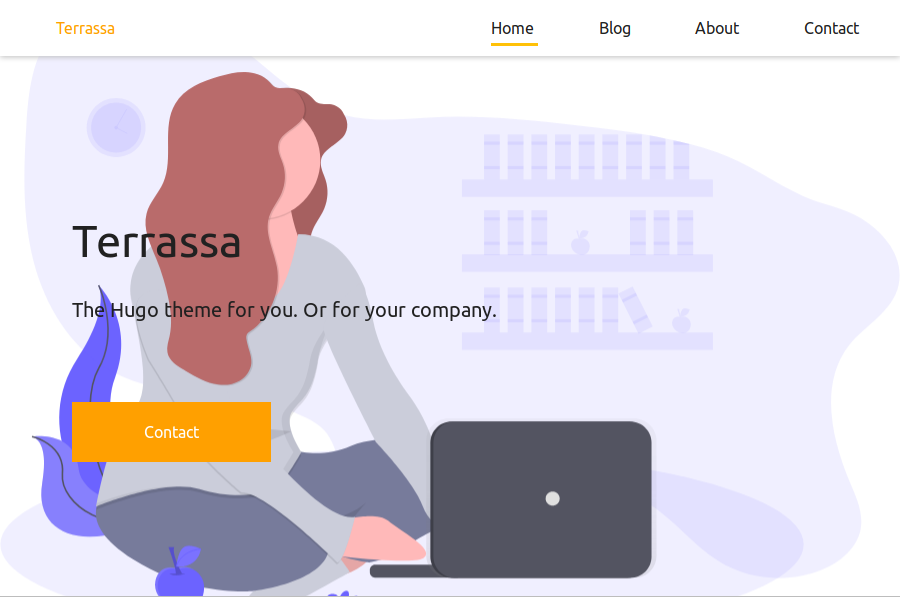 Terrassa
Home Blog About Contact
Terrassa
The Hugo theme for you. Or for your company.
Contact